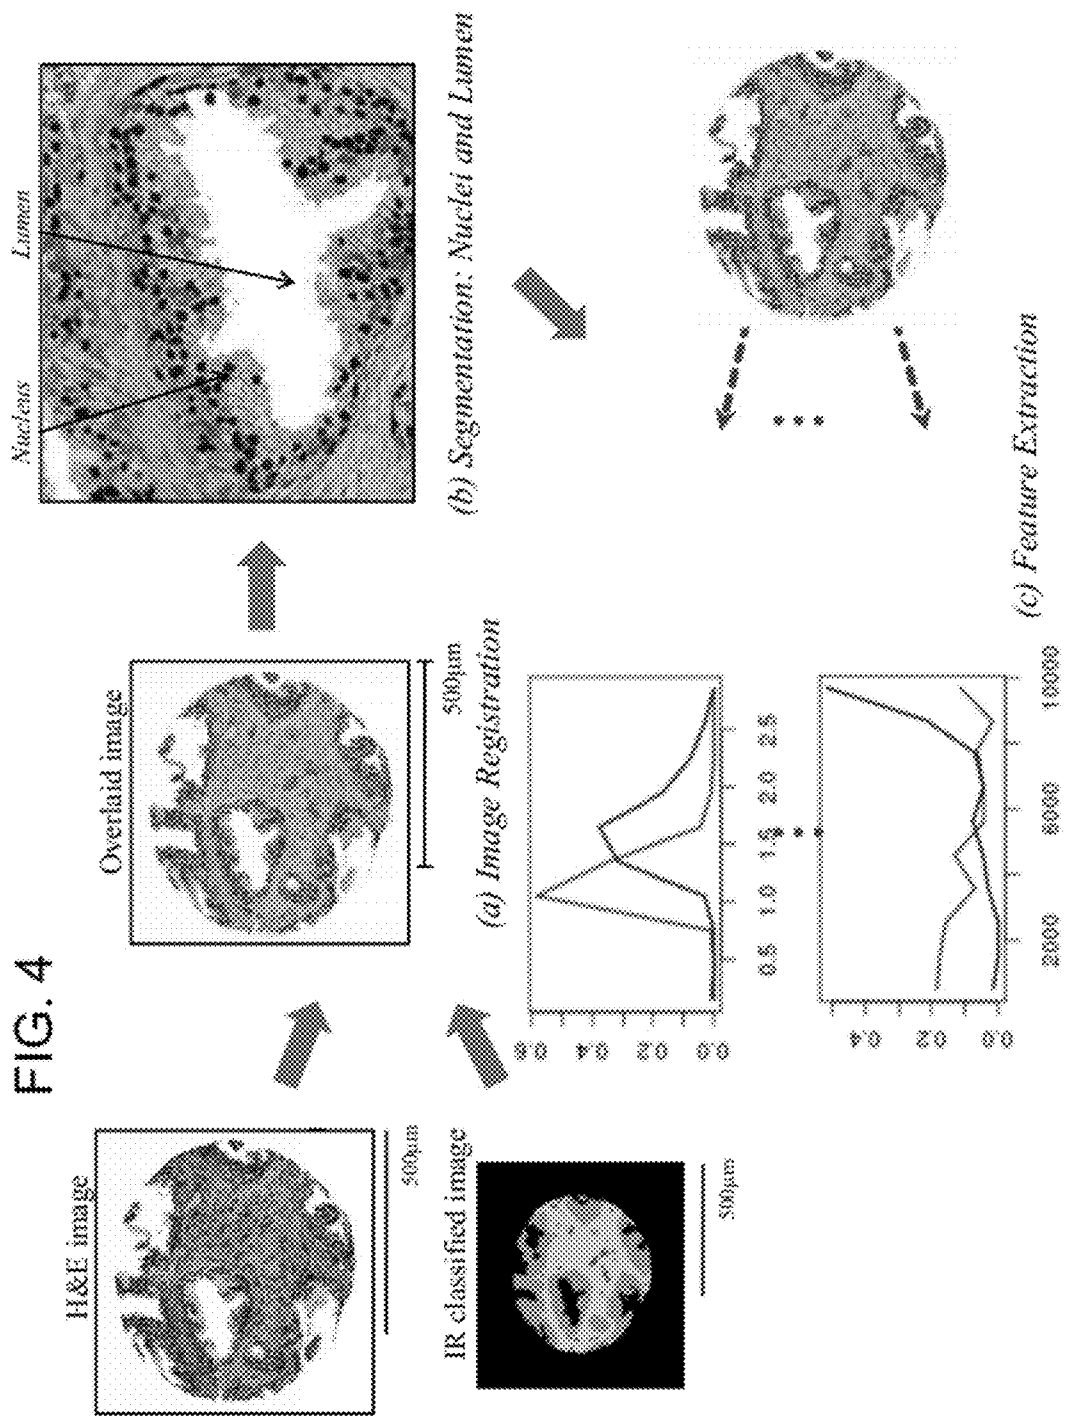 FIG. 4
H&E image
500μm
IR classified image
500μm
Overlaid image
500μm
(a) Image Registration
Nucleus
Lumen
(b) Segmentation: Nuclei and Lumen
0.6
0.4
0.2
0.0
0.5 1.0 1.5 2.0 2.5
0.4
0.2
0.0
2000 6000 10000
(c) Feature Extraction